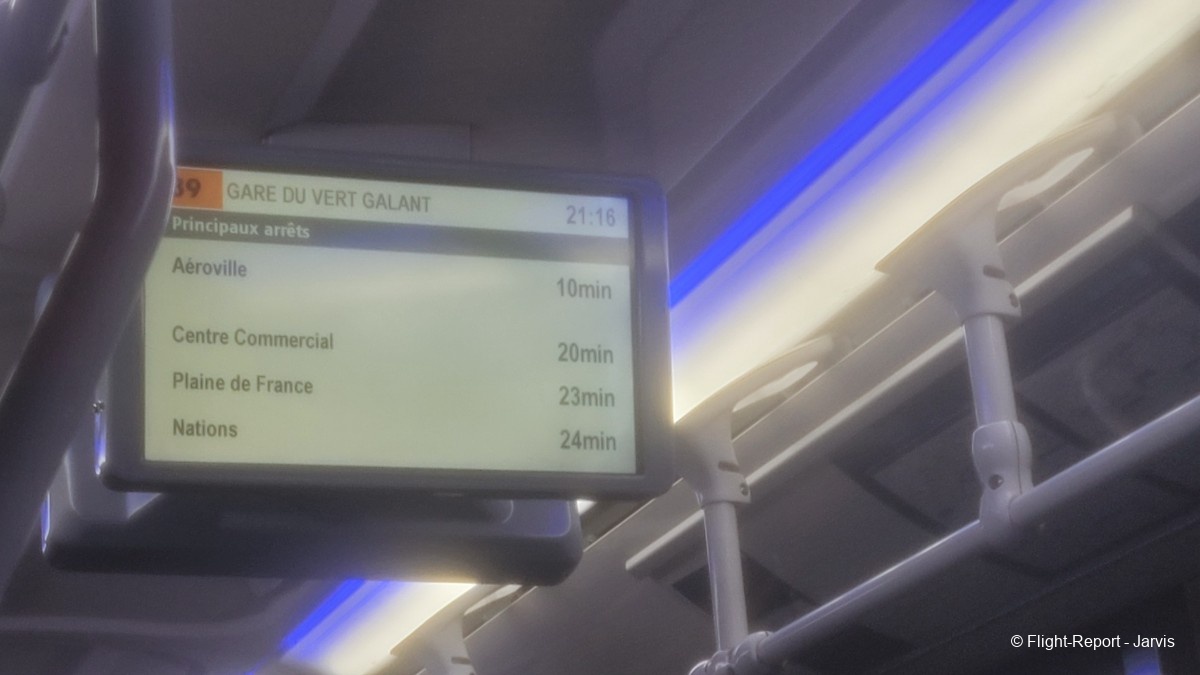 39 GARE DU VERT GALANT 21:16
Principaux arrêts
Aéroville 10min
Centre Commercial 20min
Plaine de France 23min
Nations 24min
© Flight-Report - Jarvis